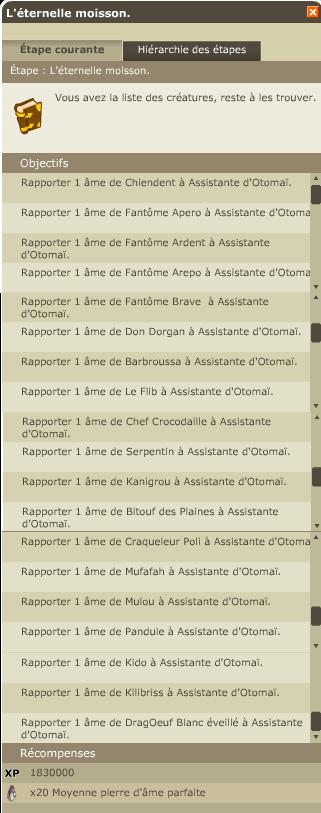 L'éternelle moisson.
Étape courante
Hiérarchie des étapes
Étape : L'éternelle moisson.
Vous avez la liste des créatures, reste à les trouver.
Objectifs
Rapporter 1 âme de Chiendent à Assistante d'Otomaï.
Rapporter 1 âme de Fantôme Apero à Assistante d'Otoma
Rapporter 1 âme de Fantôme Ardent à Assistante
d'Otomaï.
Rapporter 1 âme de Fantôme Arepo à Assistante d'Otoma
Rapporter 1 âme de Fantôme Brave à Assistante
d'Otomaï.
Rapporter 1 âme de Don Dorgan à Assistante d'Otomaï.
Rapporter 1 âme de Barbroussa à Assistante d'Otomaï.
Rapporter 1 âme de Le Flib à Assistante d'Otomaï.
Rapporter 1 âme de Chef Crocodaille à Assistante
d'Otomaï.
Rapporter 1 âme de Serpentin à Assistante d'Otomaï.
Rapporter 1 âme de Kanigrou à Assistante d'Otomaï.
Rapporter 1 âme de Bitouf des Plaines à Assistante
d'Otomaï.
Rapporter 1 âme de Craqueleur Poli à Assistante d'Otoma
Rapporter 1 âme de Mufafah à Assistante d'Otomaï.
Rapporter 1 âme de Mulou à Assistante d'Otomaï.
Rapporter 1 âme de Pandule à Assistante d'Otomaï.
Rapporter 1 âme de Kido à Assistante d'Otomaï.
Rapporter 1 âme de Kilibriss à Assistante d'Otomaï.
Rapporter 1 âme de DragOeuf Blanc éveillé à Assistante
d'Otomaï.
Récompenses
XP 1830000
x20 Moyenne pierre d'âme parfaite